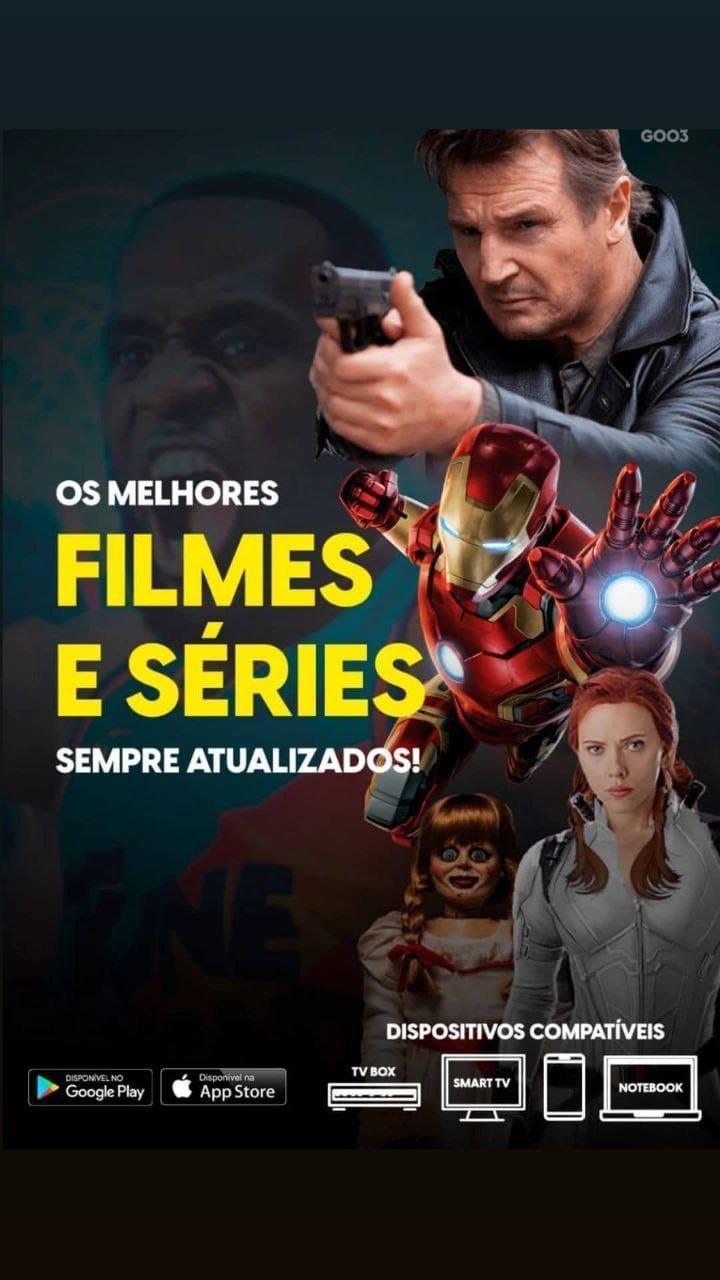 GOO3
OS MELHORES
FILMES
E SÉRIES
SEMPRE ATUALIZADOS!
TUNE
DISPOSITIVOS COMPATÍVEIS
DISPONÍVEL NO
Google Play
Disponível na
App Store
TV BOX
SMART TV
NOTEBOOK